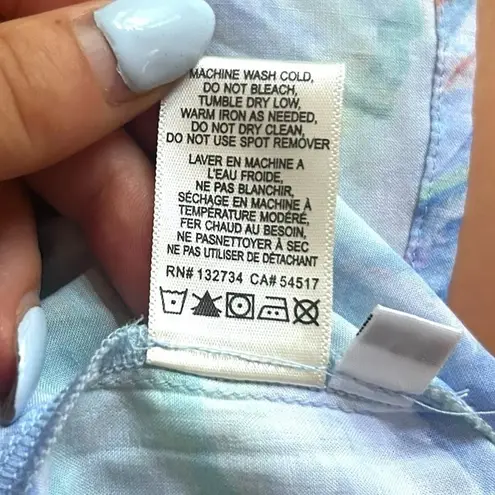 MACHINE WASH COLD,
DO NOT BLEACH,
TUMBLE DRY LOW,
WARM IRON AS NEEDED,
DO NOT DRY CLEAN,
DO NOT USE SPOT REMOVER
LAVER EN MACHINE A
L'EAU FROIDE,
NE PAS BLANCHIR,
SÉCHAGE EN MACHINE À
TEMPÉRATURE MODÉRÉ,
FER CHAUD AU BESOIN,
NE PASNETTOYER À SEC
NE PAS UTILISER DE DÉTACHANT
RN# 132734 CA# 54517